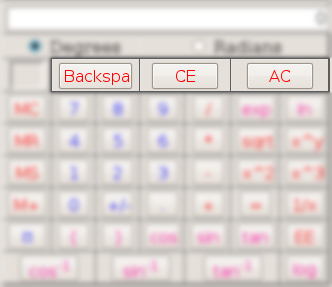 0
Degrees Radians
Backspa CE AC
MC 7 8 9 / exp ln
MR 4 5 6 * sqrt x^y
MS 1 2 3 - x^2 x^3
M+ 0 +/- . + = 1/x
π ( ) cos sin tan EE
cos⁻¹ sin⁻¹ tan⁻¹ log